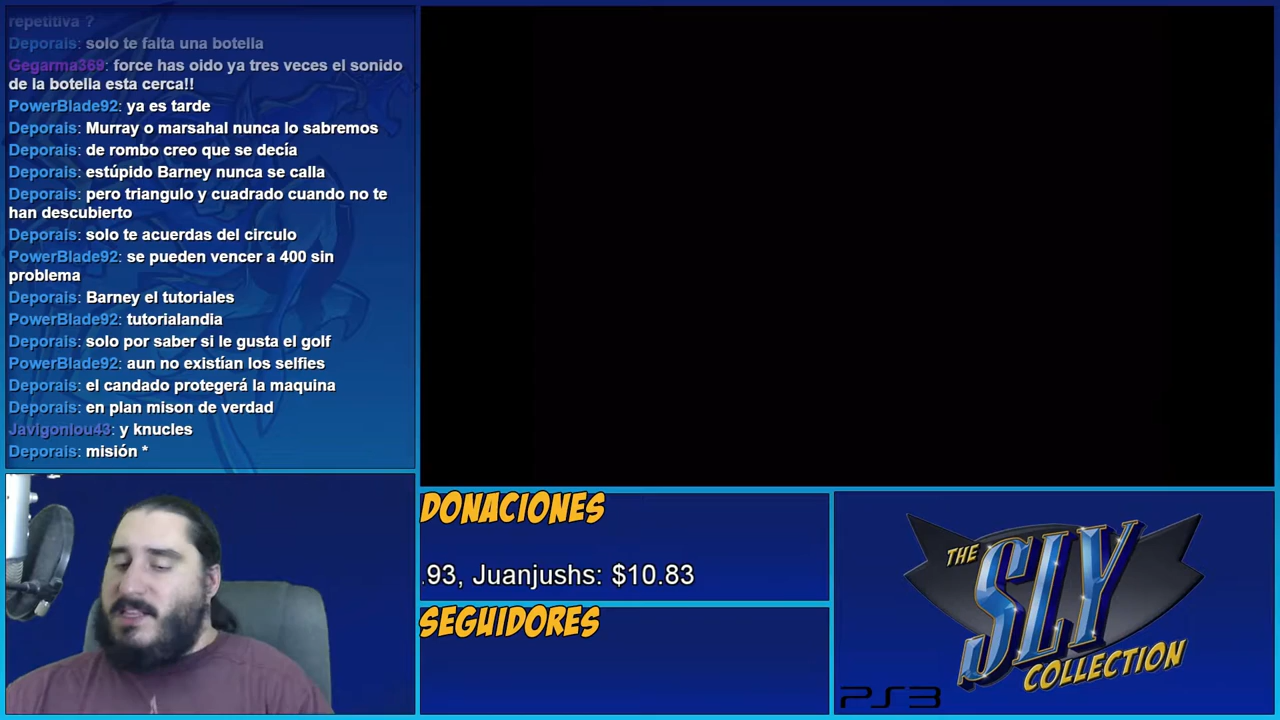 repetitiva ?
Deporais: solo te falta una botella
Gegarma369: force has oido ya tres veces el sonido
de la botella esta cerca!!
PowerBlade92: ya es tarde
Deporais: Murray o marsahal nunca lo sabremos
Deporais: de rombo creo que se decía
Deporais: estúpido Barney nunca se calla
Deporais: pero triangulo y cuadrado cuando no te
han descubierto
Deporais: solo te acuerdas del circulo
PowerBlade92: se pueden vencer a 400 sin
problema
Deporais: Barney el tutoriales
PowerBlade92: tutorialandia
Deporais: solo por saber si le gusta el golf
PowerBlade92: aun no existían los selfies
Deporais: el candado protegerá la maquina
Deporais: en plan mison de verdad
Javigonlou43: y knucles
Deporais: misión *
DONACIONES
.93, Juanjushs: $10.83
SEGUIDORES
THE
SLY
COLLECTION
PS3